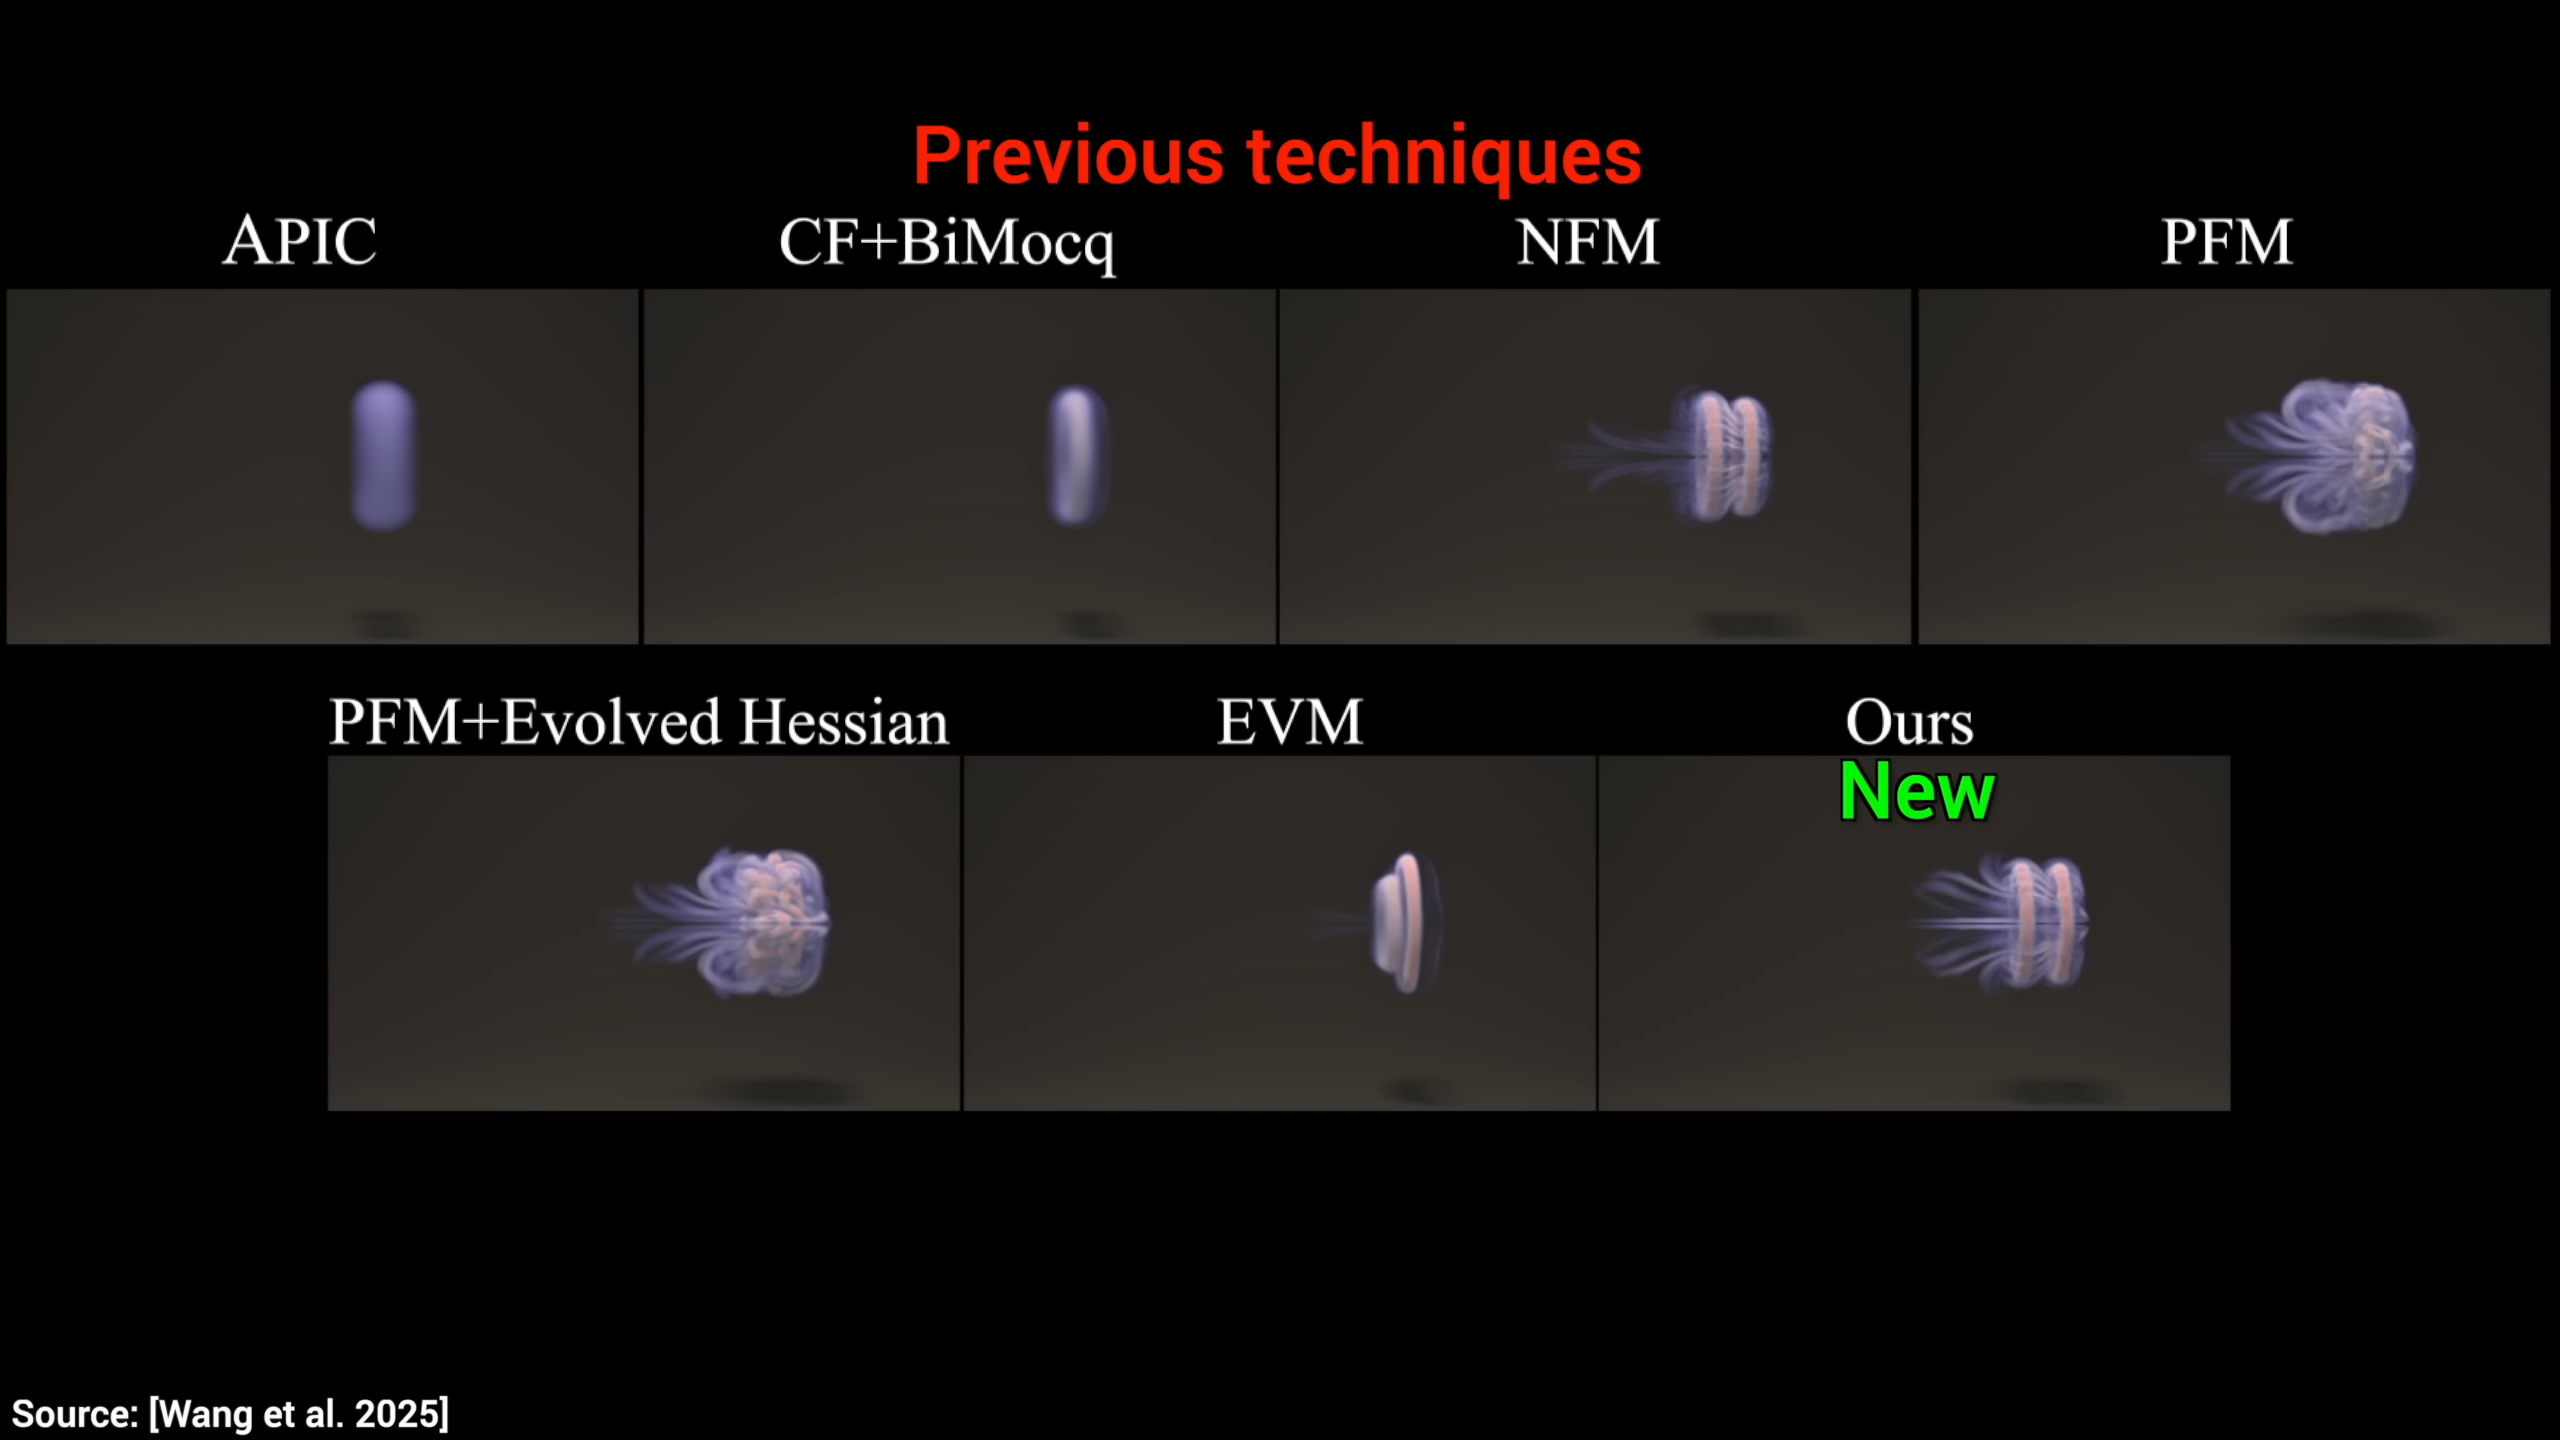 Previous techniques
APIC
CF+BiMocq
NFM
PFM
PFM+Evolved Hessian
EVM
Ours
New
Source: [Wang et al. 2025]